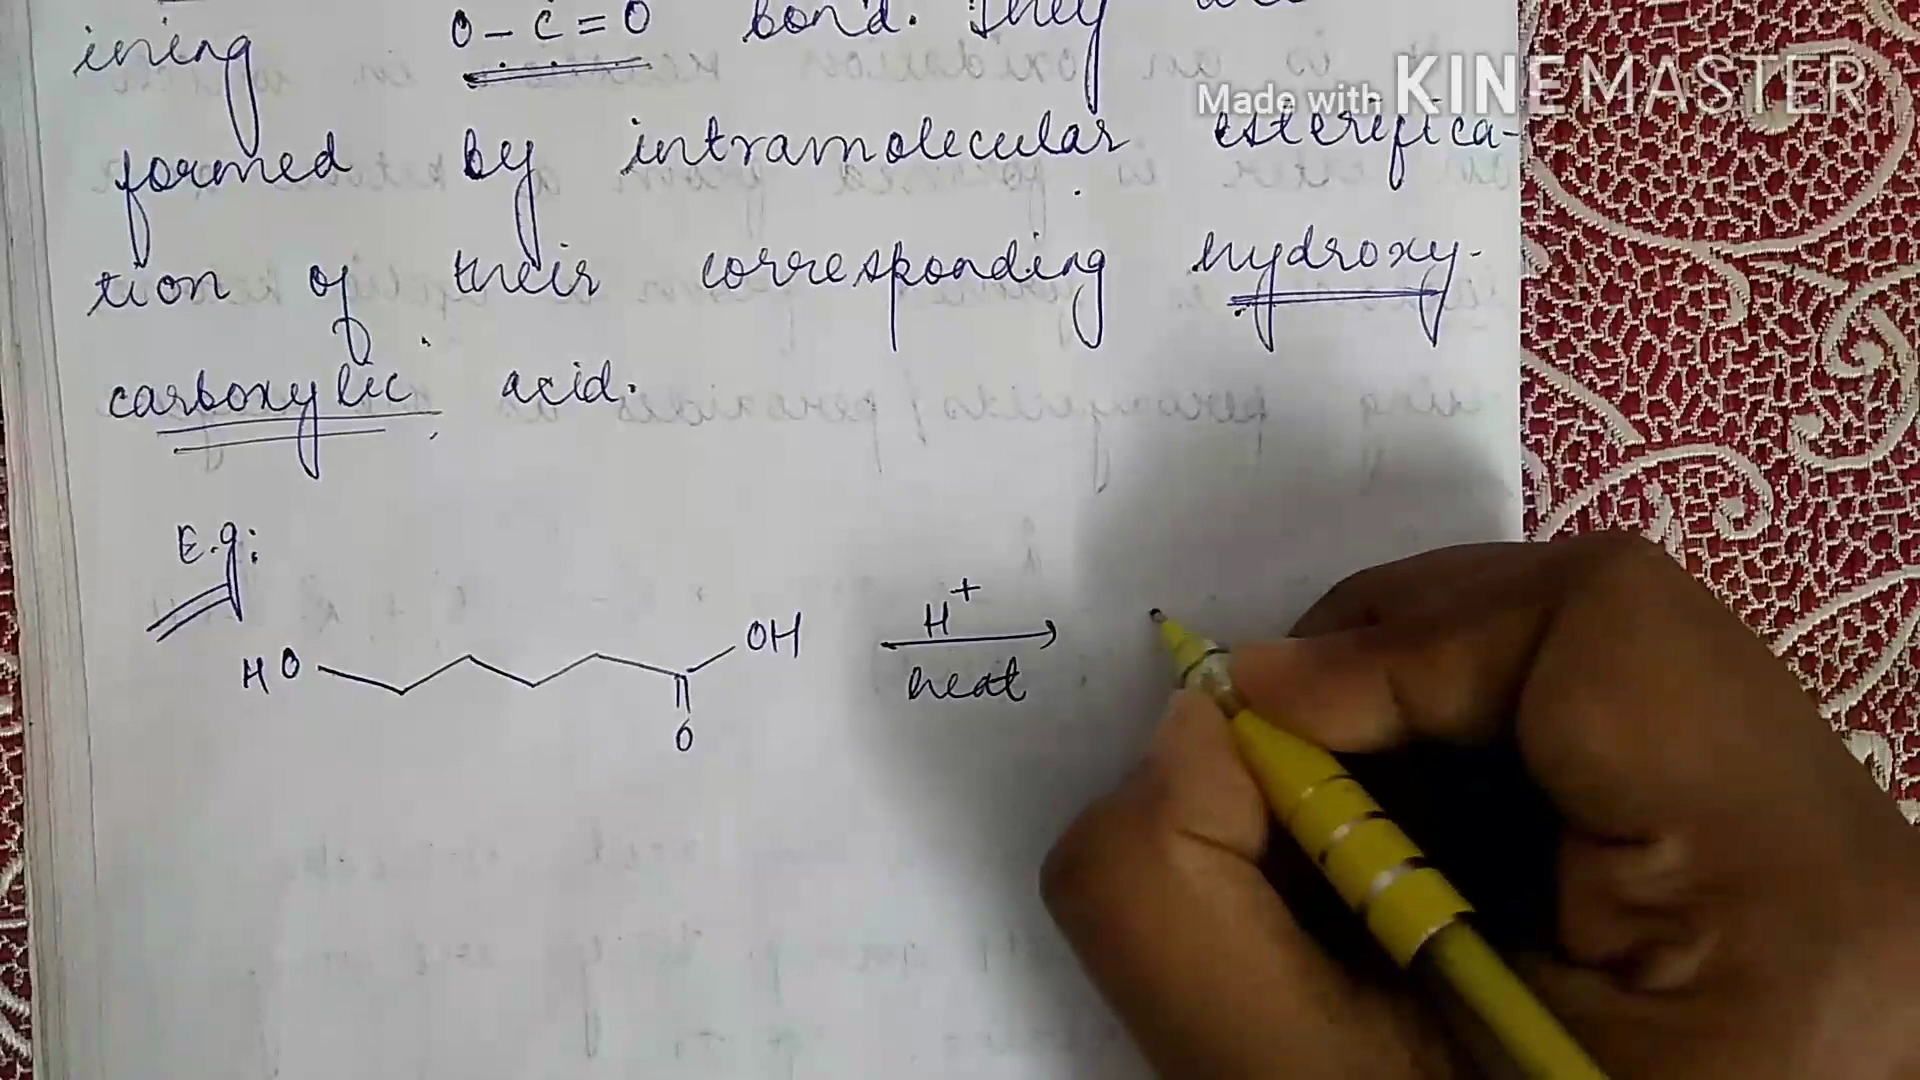 ining O-C=O bond. They
Made with KINEMASTER
formed by intramolecular esterifica-
tion of their corresponding hydroxy-
carboxylic acid.
E.g:
HO OH H+
heat
O